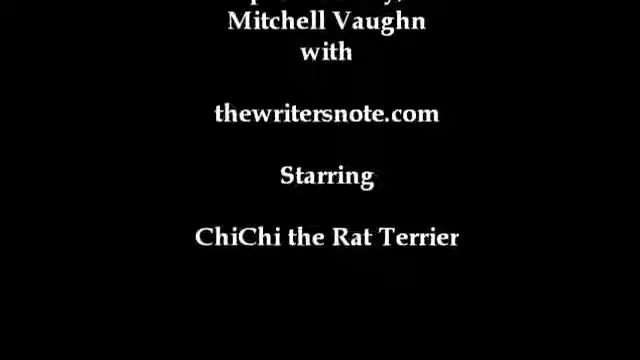 Mitchell Vaughn
with
thewritersnote.com
Starring
ChiChi the Rat Terrier